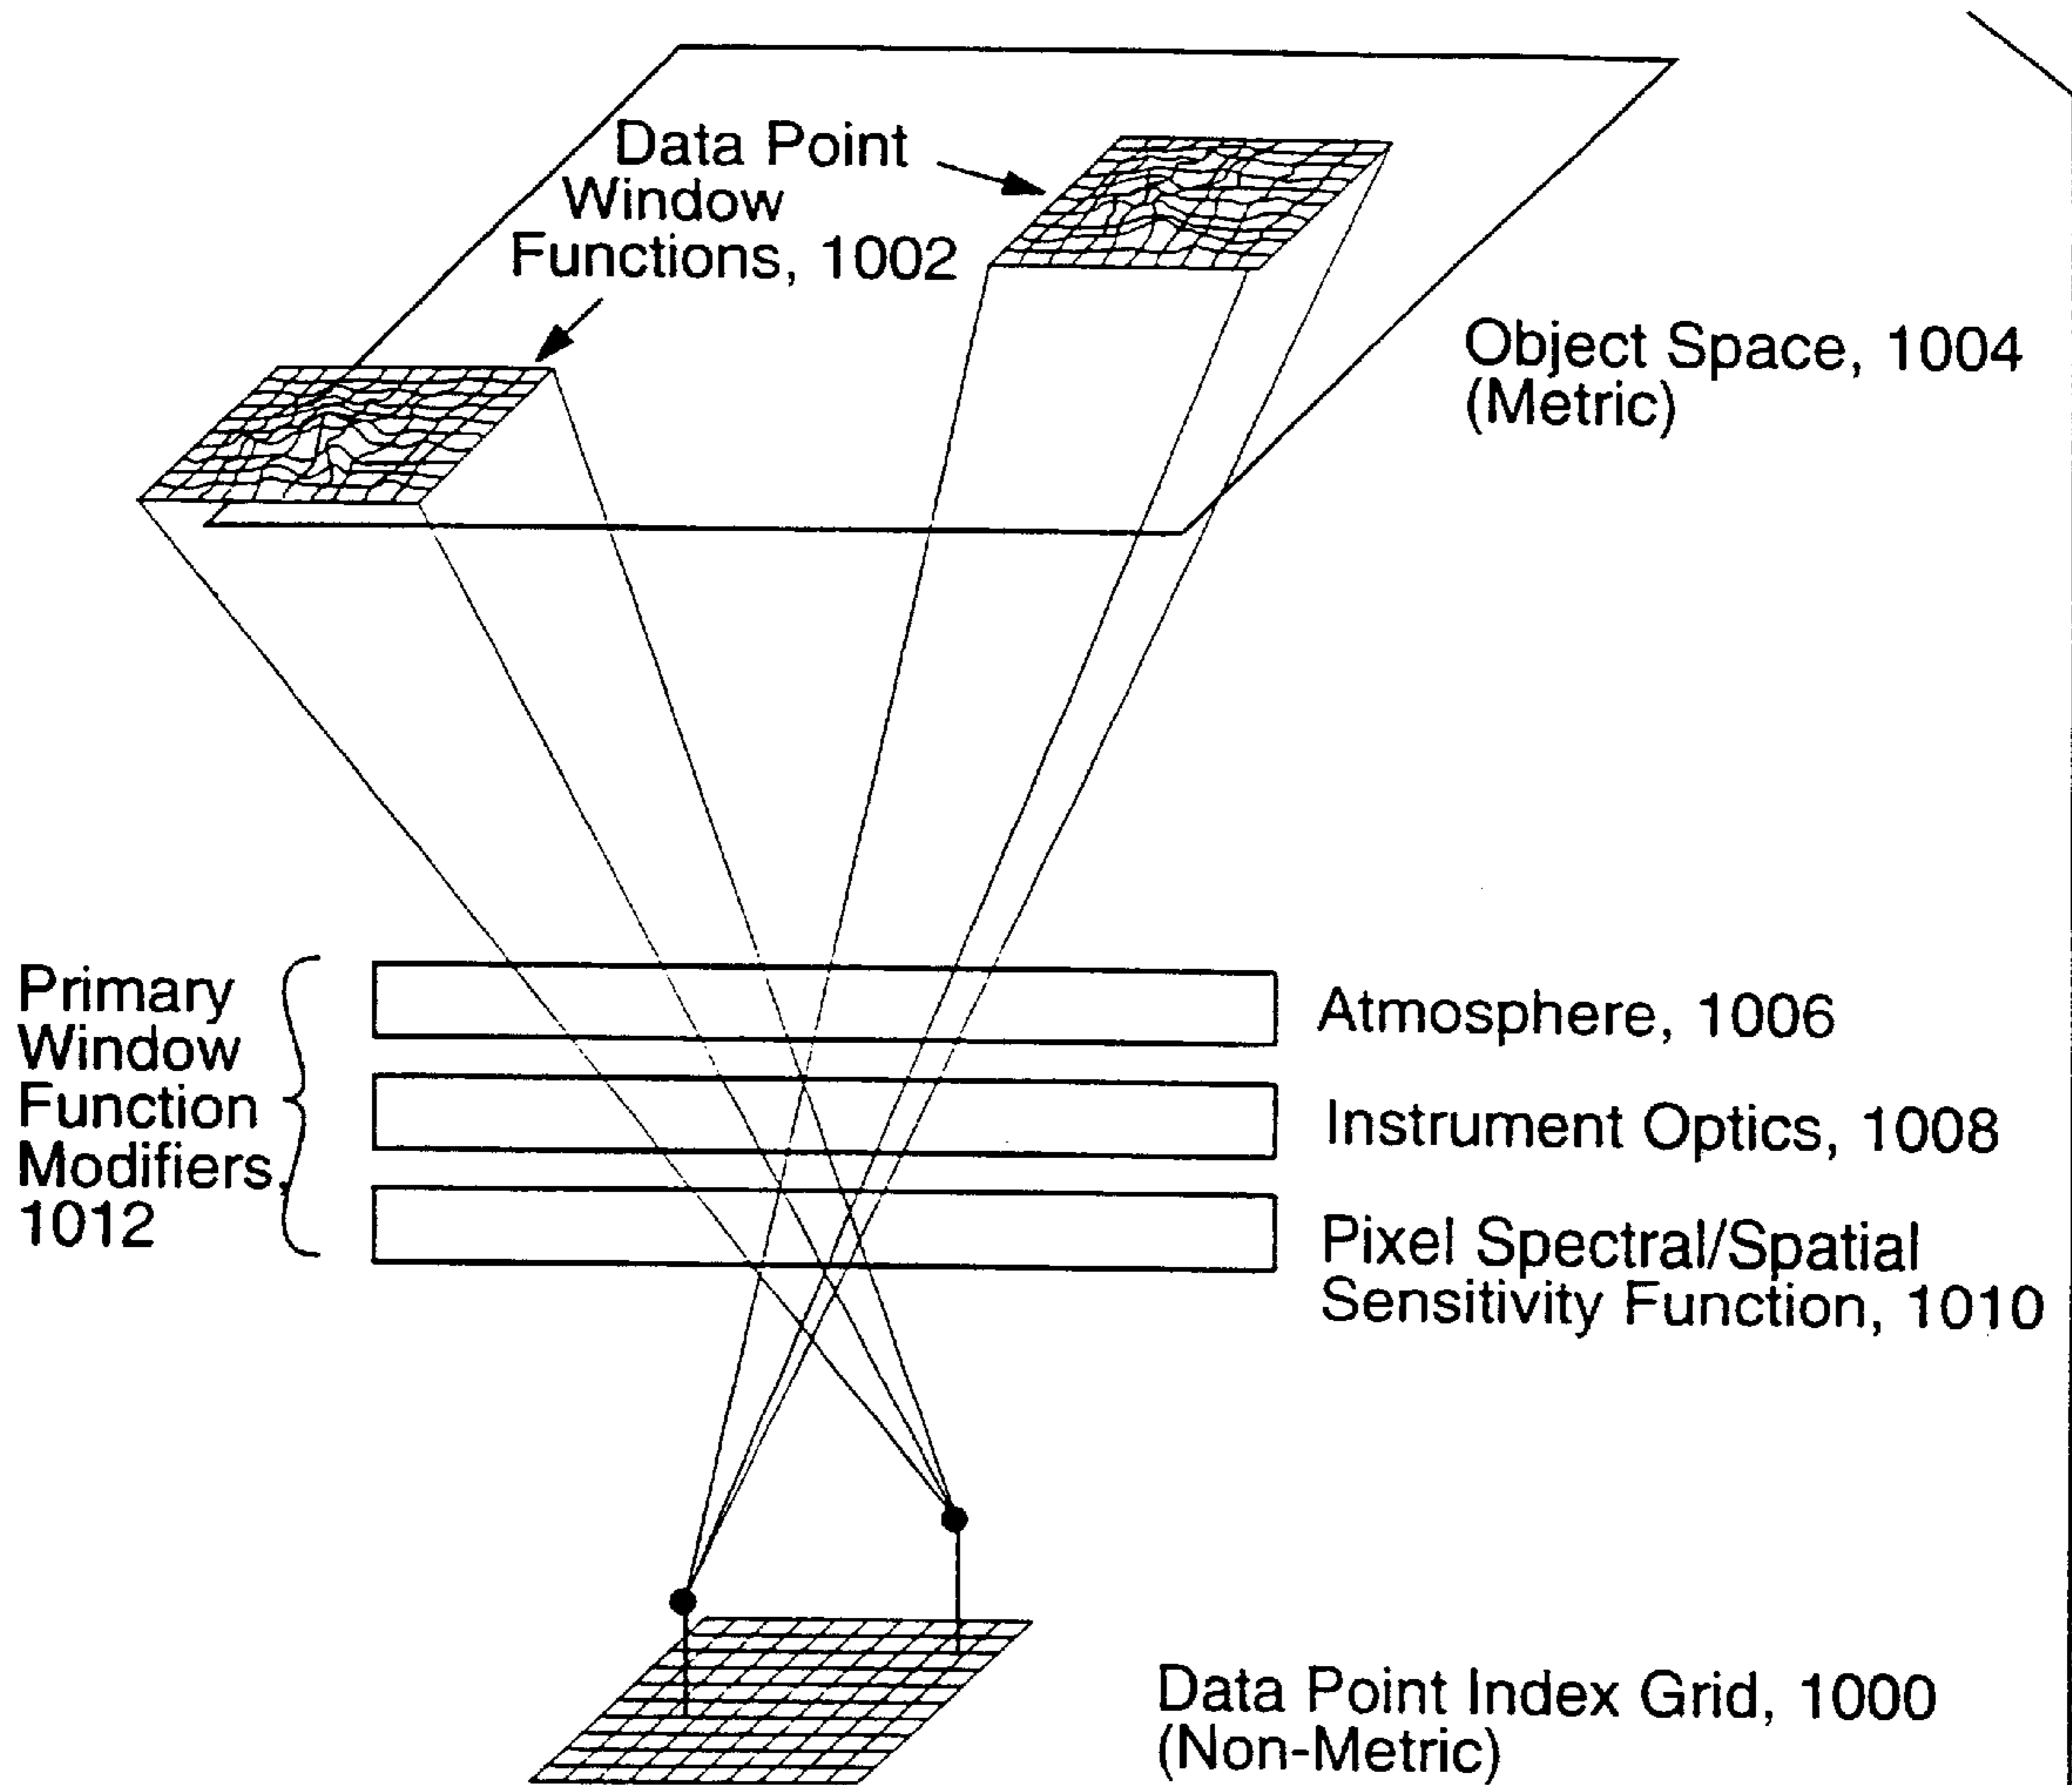 Data Point
Window
Functions, 1002
Object Space, 1004
(Metric)
Primary
Window
Function
Modifiers,
1012
Atmosphere, 1006
Instrument Optics, 1008
Pixel Spectral/Spatial
Sensitivity Function, 1010
Data Point Index Grid, 1000
(Non-Metric)